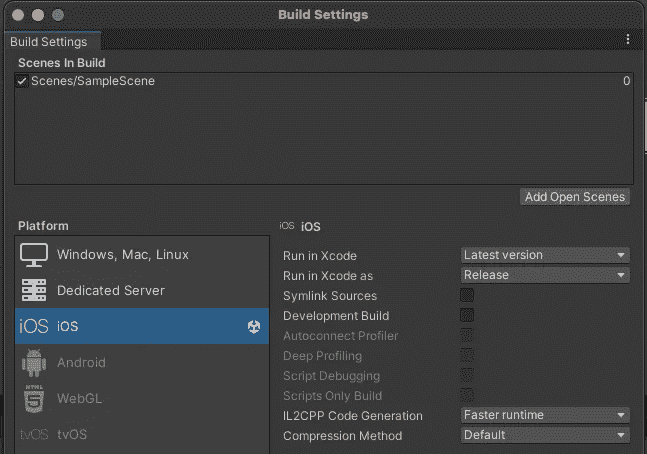 Build Settings
Build Settings
Scenes In Build
Scenes/SampleScene 0
Add Open Scenes
Platform
Windows, Mac, Linux
Dedicated Server
iOS iOS
Android
HTML WebGL
tvOS tvOS
iOS iOS
Run in Xcode Latest version
Run in Xcode as Release
Symlink Sources
Development Build
Autoconnect Profiler
Deep Profiling
Script Debugging
Scripts Only Build
IL2CPP Code Generation Faster runtime
Compression Method Default